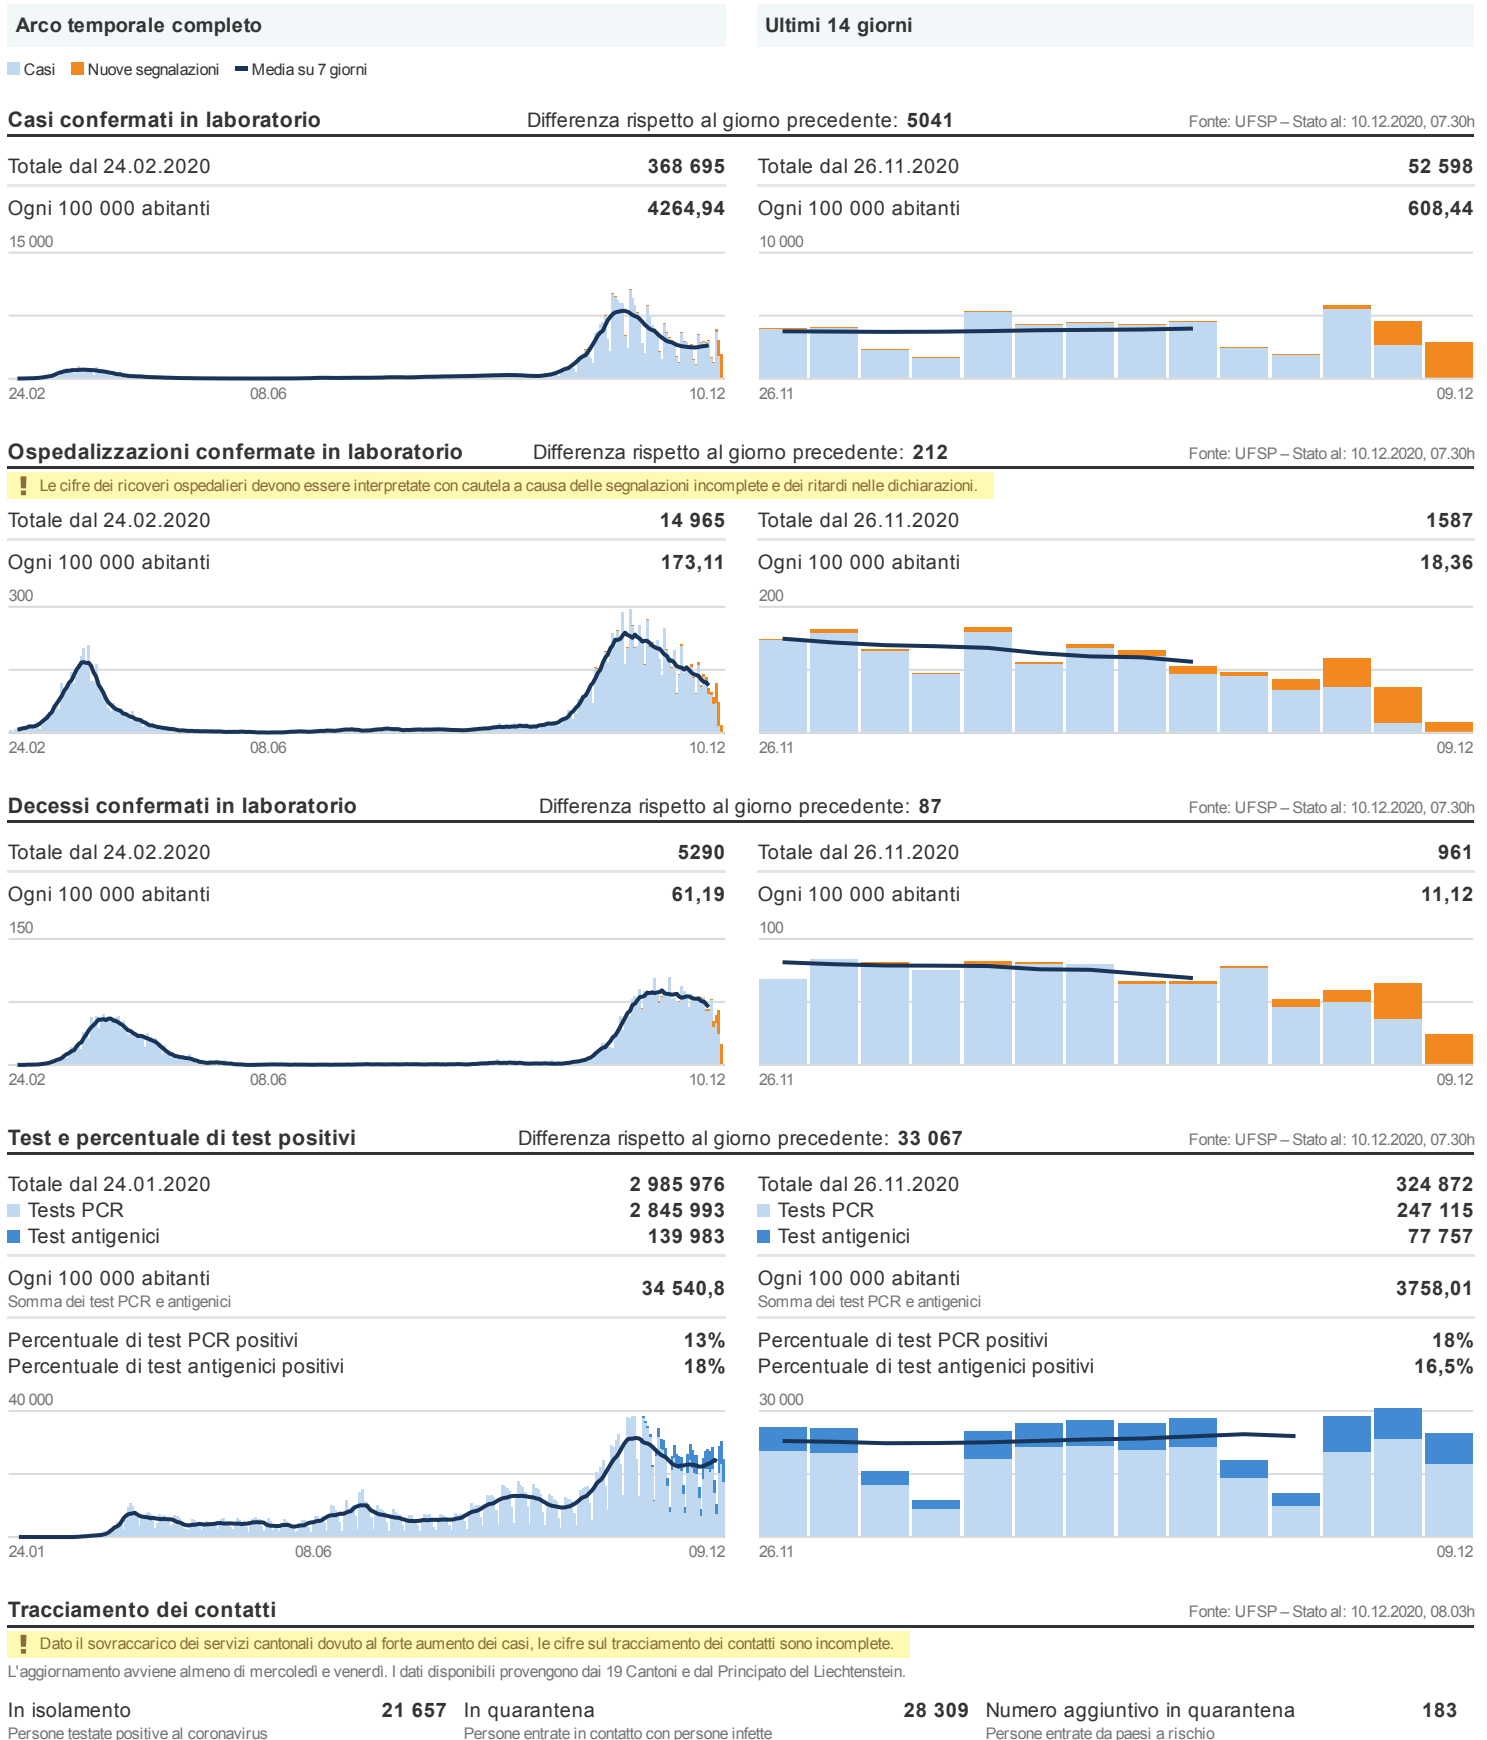 Arco temporale completo
Ultimi 14 giorni
Casi Nuove segnalazioni Media su 7 giorni
Casi confermati in laboratorio Differenza rispetto al giorno precedente: 5041 Fonte: UFSP – Stato al: 10.12.2020, 07.30h
Totale dal 24.02.2020 368 695 Totale dal 26.11.2020 52 598
Ogni 100 000 abitanti 4264,94 Ogni 100 000 abitanti 608,44
15 000 10 000
24.02 08.06 10.12 26.11 09.12
Ospedalizzazioni confermate in laboratorio Differenza rispetto al giorno precedente: 212 Fonte: UFSP – Stato al: 10.12.2020, 07.30h
! Le cifre dei ricoveri ospedalieri devono essere interpretate con cautela a causa delle segnalazioni incomplete e dei ritardi nelle dichiarazioni.
Totale dal 24.02.2020 14 965 Totale dal 26.11.2020 1587
Ogni 100 000 abitanti 173,11 Ogni 100 000 abitanti 18,36
300 200
24.02 08.06 10.12 26.11 09.12
Decessi confermati in laboratorio Differenza rispetto al giorno precedente: 87 Fonte: UFSP – Stato al: 10.12.2020, 07.30h
Totale dal 24.02.2020 5290 Totale dal 26.11.2020 961
Ogni 100 000 abitanti 61,19 Ogni 100 000 abitanti 11,12
150 100
24.02 08.06 10.12 26.11 09.12
Test e percentuale di test positivi Differenza rispetto al giorno precedente: 33 067 Fonte: UFSP – Stato al: 10.12.2020, 07.30h
Totale dal 24.01.2020 2 985 976 Totale dal 26.11.2020 324 872
Tests PCR 2 845 993 Tests PCR 247 115
Test antigenici 139 983 Test antigenici 77 757
Ogni 100 000 abitanti 34 540,8 Ogni 100 000 abitanti 3758,01
Somma dei test PCR e antigenici Somma dei test PCR e antigenici
Percentuale di test PCR positivi 13% Percentuale di test PCR positivi 18%
Percentuale di test antigenici positivi 18% Percentuale di test antigenici positivi 16,5%
40 000 30 000
24.01 08.06 09.12 26.11 09.12
Tracciamento dei contatti Fonte: UFSP – Stato al: 10.12.2020, 08.03h
! Dato il sovraccarico dei servizi cantonali dovuto al forte aumento dei casi, le cifre sul tracciamento dei contatti sono incomplete.
L'aggiornamento avviene almeno di mercoledì e venerdì. I dati disponibili provengono dai 19 Cantoni e dal Principato del Liechtenstein.
In isolamento 21 657 In quarantena 28 309 Numero aggiuntivo in quarantena 183
Persone testate positive al coronavirus Persone entrate in contatto con persone infette Persone entrate da paesi a rischio